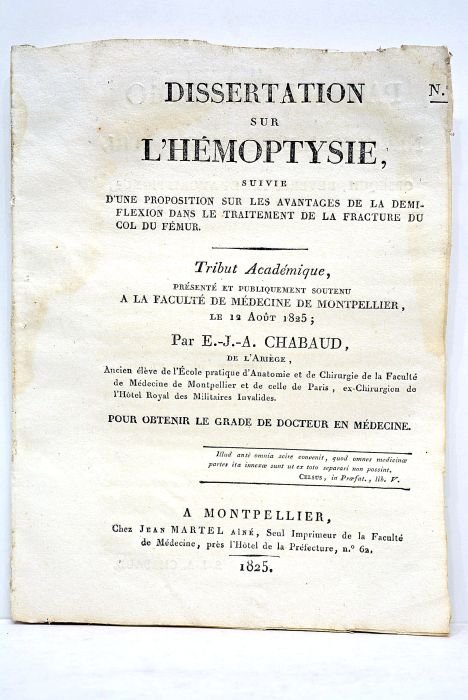 N.
DISSERTATION
SUR
L'HÉMOPTYSIE,
SUIVIE
D'UNE PROPOSITION SUR LES AVANTAGES DE LA DEMI-
FLEXION DANS LE TRAITEMENT DE LA FRACTURE DU
COL DU FÉMUR.
Tribut Académique,
PRÉSENTÉ ET PUBLIQUEMENT SOUTENU
A LA FACULTÉ DE MÉDECINE DE MONTPELLIER,
LE 12 AOÛT 1825;
Par E.-J.-A. CHABAUD,
DE L'ARIÈGE,
Ancien élève de l'École pratique d'Anatomie et de Chirurgie de la Faculté
de Médecine de Montpellier et de celle de Paris, ex-Chirurgien de
l'Hôtel Royal des Militaires Invalides.
POUR OBTENIR LE GRADE DE DOCTEUR EN MÉDECINE.
Illud antè omnia scire convenit, quod omnes medicinæ
partes ita innexæ sunt ut ex toto separari non possint.
CELSUS, in Præfat., lib. V.
A MONTPELLIER,
Chez JEAN MARTEL AÎNÉ, Seul Imprimeur de la Faculté
de Médecine, près l'Hôtel de la Préfecture, n.º 62.
1825.